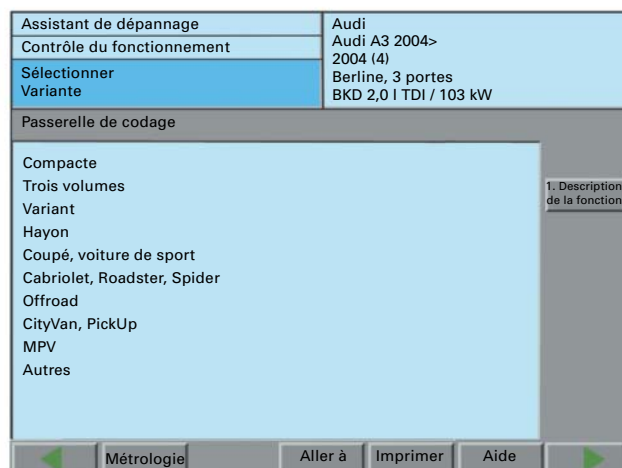 Assistant de dépannage
Contrôle du fonctionnement
Sélectionner
Variante
Audi
Audi A3 2004>
2004 (4)
Berline, 3 portes
BKD 2,0 l TDI / 103 kW
Passerelle de codage
Compacte
Trois volumes
Variant
Hayon
Coupé, voiture de sport
Cabriolet, Roadster, Spider
Offroad
CityVan, PickUp
MPV
Autres
1. Description
de la fonction
Métrologie
Aller à
Imprimer
Aide